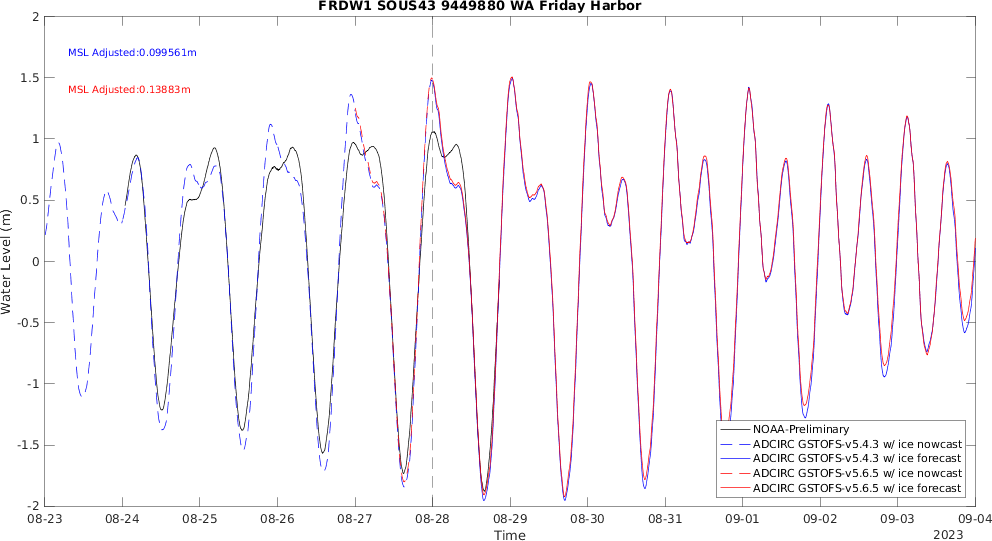 FRDW1 SOUS43 9449880 WA Friday Harbor
MSL Adjusted:0.099561m
MSL Adjusted:0.13883m
Water Level (m)
2
1.5
1
0.5
0
-0.5
-1
-1.5
-2
NOAA-Preliminary
ADCIRC GSTOFS-v5.4.3 w/ ice nowcast
ADCIRC GSTOFS-v5.4.3 w/ ice forecast
ADCIRC GSTOFS-v5.6.5 w/ ice nowcast
ADCIRC GSTOFS-v5.6.5 w/ ice forecast
08-23 08-24 08-25 08-26 08-27 08-28 08-29 08-30 08-31 09-01 09-02 09-03 09-04
Time
2023